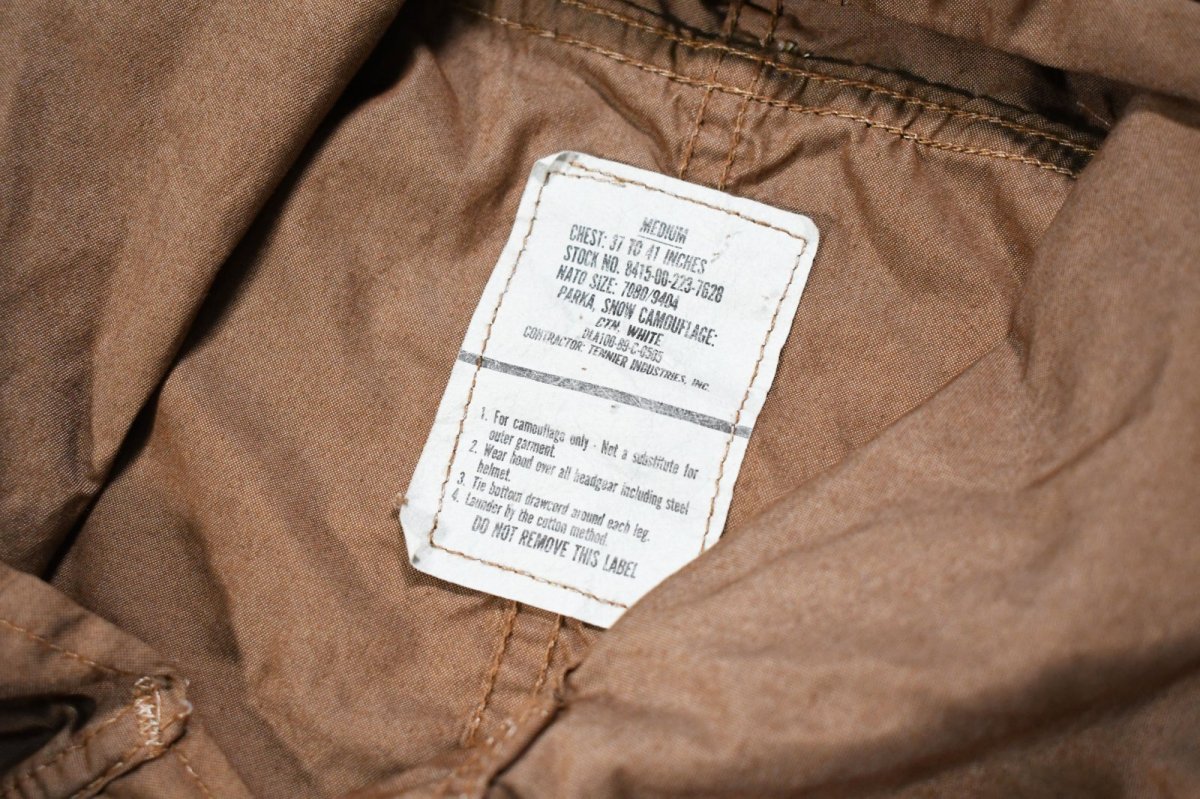 MEDIUM
CHEST: 37 TO 41 INCHES
STOCK NO. 8415-00-223-7628
NATO SIZE: 7080/9404
PARKA, SNOW CAMOUFLAGE:
CTN, WHITE
DLA100-89-C-0505
CONTRACTOR: TENNIER INDUSTRIES, INC.
1. For camouflage only - Not a substitute for
outer garment.
2. Wear hood over all headgear including steel
helmet.
3. Tie bottom drawcord around each leg.
4. Launder by the cotton method.
DO NOT REMOVE THIS LABEL